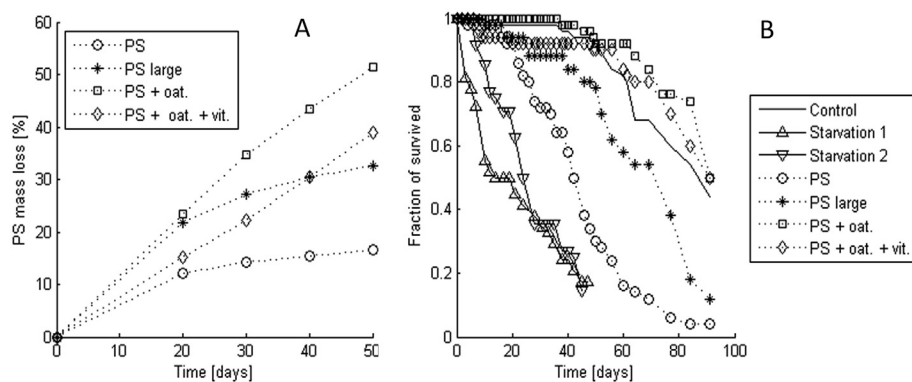 A
PS
PS large
PS + oat.
PS + oat. + vit.
PS mass loss [%]
60
50
40
30
20
10
0
0 10 20 30 40 50
Time [days]
B
Fraction of survived
1
0.8
0.6
0.4
0.2
0
0 20 40 60 80 100
Time [days]
Control
Starvation 1
Starvation 2
PS
PS large
PS + oat.
PS + oat. + vit.